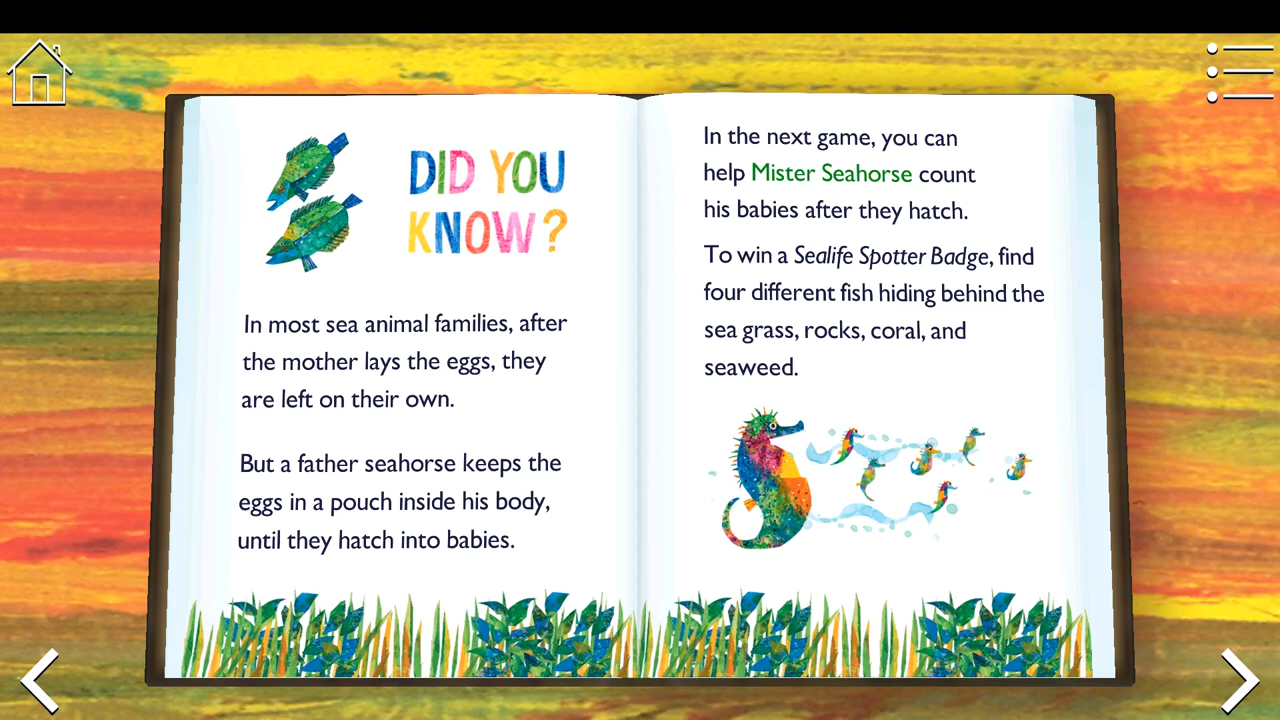 DID YOU
KNOW?
In most sea animal families, after
the mother lays the eggs, they
are left on their own.
But a father seahorse keeps the
eggs in a pouch inside his body,
until they hatch into babies.
In the next game, you can
help Mister Seahorse count
his babies after they hatch.
To win a Sealife Spotter Badge, find
four different fish hiding behind the
sea grass, rocks, coral, and
seaweed.